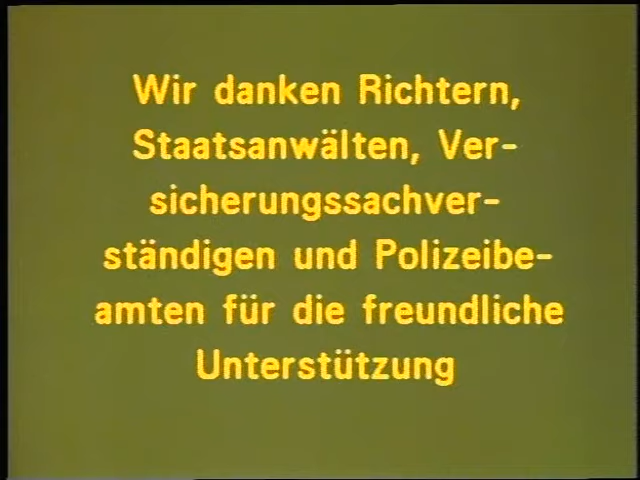 Wir danken Richtern,
Staatsanwälten, Ver-
sicherungssachver-
ständigen und Polizeibe-
amten für die freundliche
Unterstützung